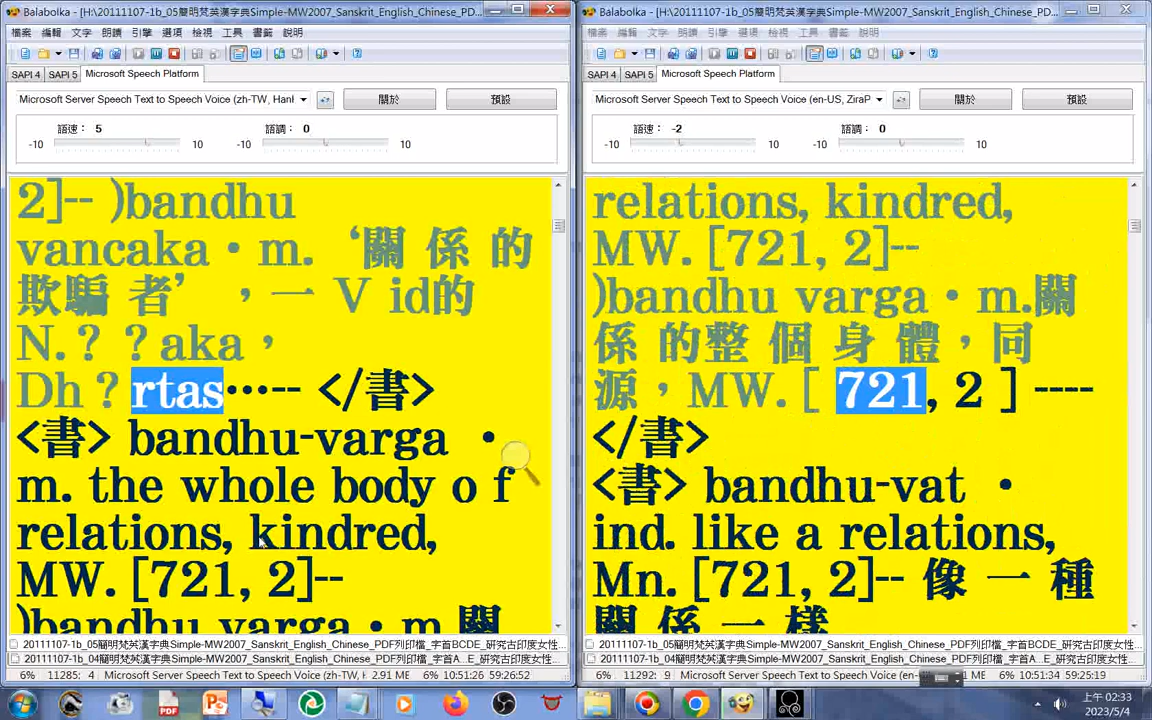 Balabolka - [H:\20111107-1b_05簡明梵英漢字典Simple-MW2007_Sanskrit_English_Chinese_PD...
檔案 編輯 文字 朗讀 引擎 選項 檢視 工具 書籤 說明
SAPI 4 SAPI 5 Microsoft Speech Platform
Microsoft Server Speech Text to Speech Voice (zh-TW, Hanl
關於 預設
語速： 5 語調： 0
-10 10 -10 10
2]-- )bandhu
vancaka‧m.‘關 係 的
欺騙 者’ ，一 V id的
N.？？aka，
Dh？rtas…-- </書>
<書> bandhu-varga ‧
m. the whole body o f
relations, kindred,
MW. [721, 2]--
)bandhu varga‧m.關
20111107-1b_05簡明梵英漢字典Simple-MW2007_Sanskrit_English_Chinese_PDF列印檔_字首BCDE_研究古印度女性...
20111107-1b_04簡明梵英漢字典Simple-MW2007_Sanskrit_English_Chinese_PDF列印檔_字首A...E_研究古印度女性...
6% 11285: 4 Microsoft Server Speech Text to Speech Voice (zh-TW, H 2.91 ME 6% 10:51:26 59:26:52
Balabolka - [H:\20111107-1b_05簡明梵英漢字典Simple-MW2007_Sanskrit_English_Chinese_PD...
檔案 編輯 文字 朗讀 引擎 選項 檢視 工具 書籤 說明
SAPI 4 SAPI 5 Microsoft Speech Platform
Microsoft Server Speech Text to Speech Voice (en-US, ZiraP
關於 預設
語速： -2 語調： 0
-10 10 -10 10
relations, kindred,
MW. [721, 2]--
)bandhu varga‧m.關
係 的整 個 身 體，同
源，MW. [ 721, 2 ] ----
</書>
<書> bandhu-vat ‧
ind. like a relations,
Mn. [721, 2]-- 像 一 種
關 係 一 樣
20111107-1b_05簡明梵英漢字典Simple-MW2007_Sanskrit_English_Chinese_PDF列印檔_字首BCDE_研究古印度女性...
20111107-1b_04簡明梵英漢字典Simple-MW2007_Sanskrit_English_Chinese_PDF列印檔_字首A...E_研究古印度女性...
6% 11292: 9 Microsoft Server Speech Text to Speech Voice 6% 10:51:34 59:25:19
上午 02:33
2023/5/4